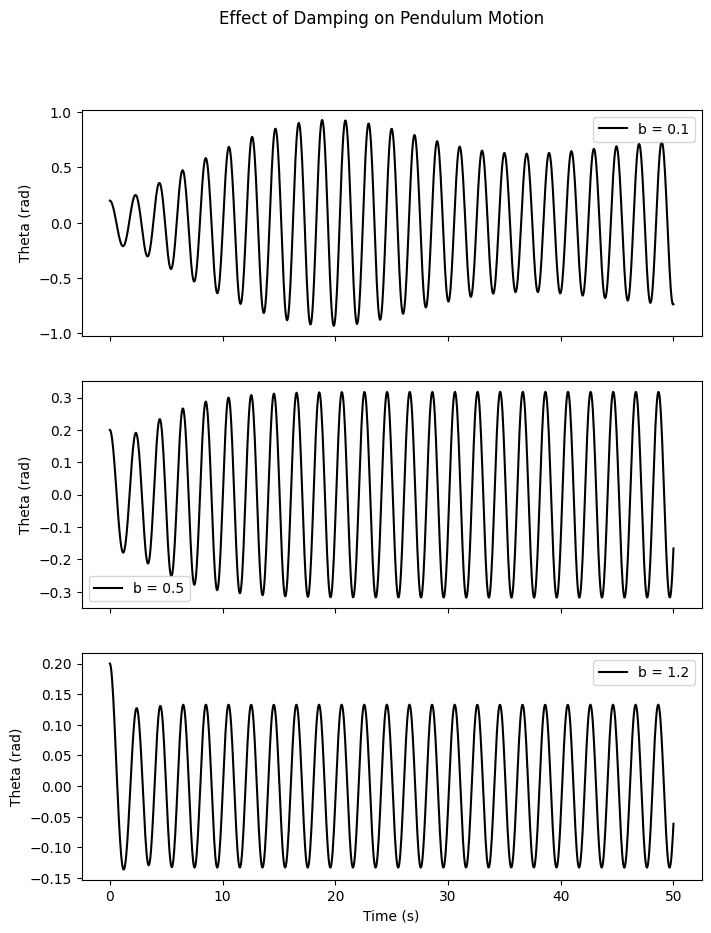 Effect of Damping on Pendulum Motion
1.0
0.5
0.0
−0.5
−1.0
Theta (rad)
b = 0.1
0.3
0.2
0.1
0.0
−0.1
−0.2
−0.3
Theta (rad)
b = 0.5
0.20
0.15
0.10
0.05
0.00
−0.05
−0.10
−0.15
Theta (rad)
b = 1.2
0 10 20 30 40 50
Time (s)